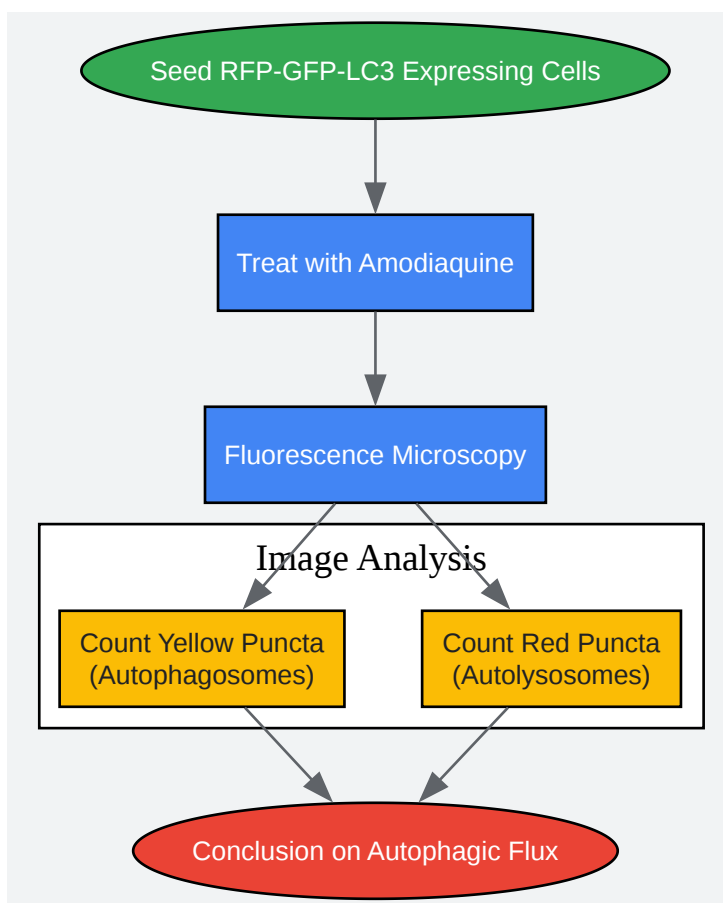 Seed RFP-GFP-LC3 Expressing Cells
Treat with Amodiaquine
Fluorescence Microscopy
Image Analysis
Count Yellow Puncta
(Autophagosomes)
Count Red Puncta
(Autolysosomes)
Conclusion on Autophagic Flux